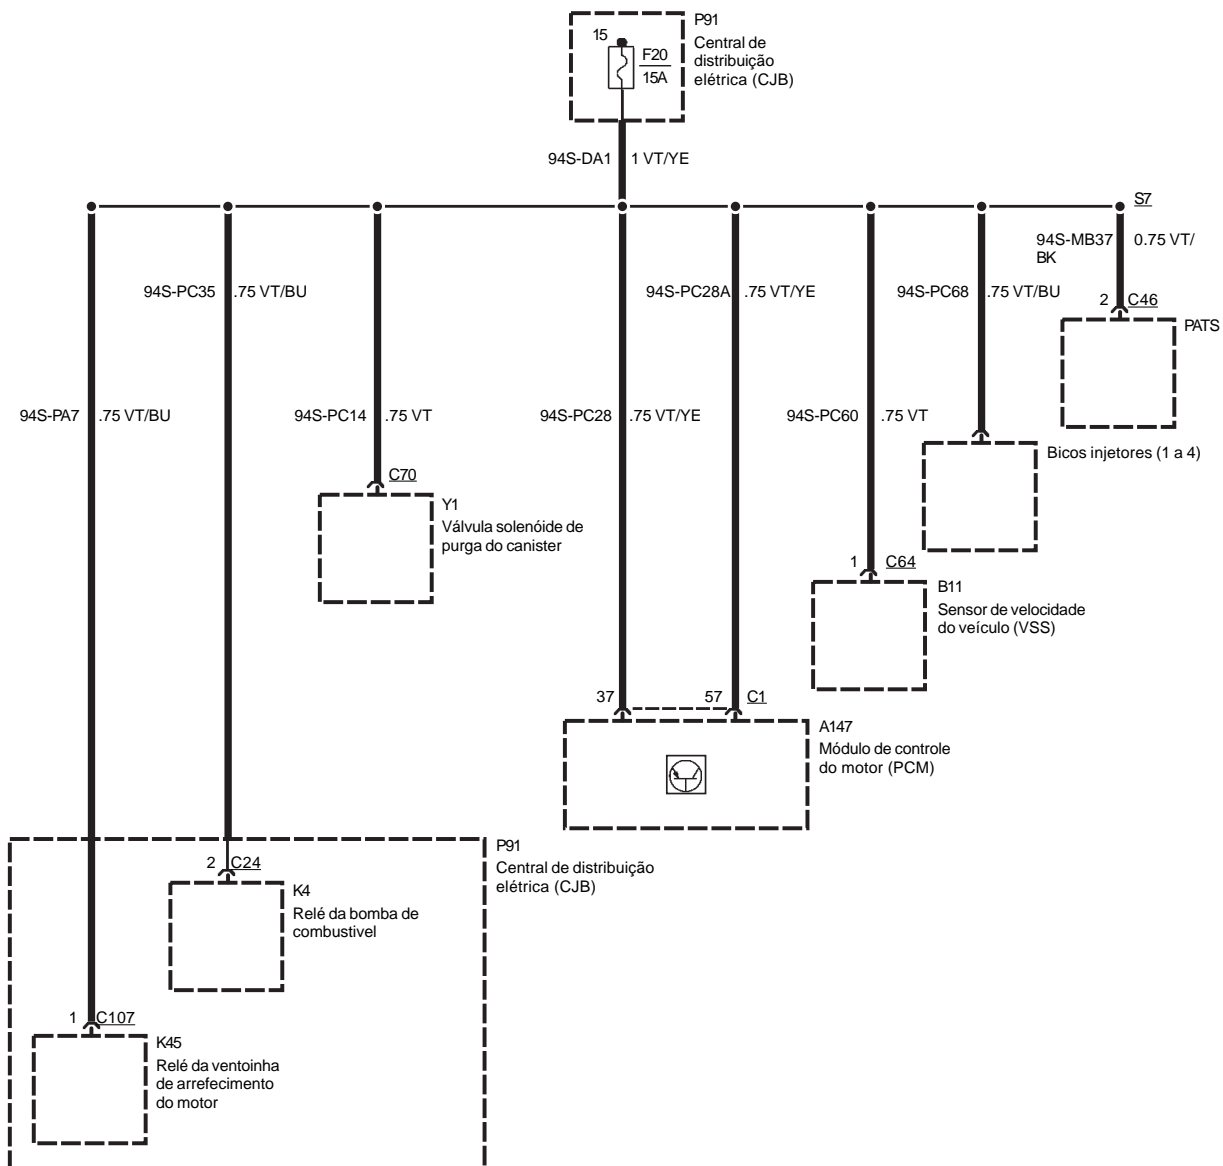 P91
Central de
distribuição
elétrica (CJB)
15
F20
15A
94S-DA1
1 VT/YE
S7
94S-MB37
BK
0.75 VT/
94S-PC35
.75 VT/BU
94S-PC28A
.75 VT/YE
94S-PC68
.75 VT/BU
2
C46
PATS
94S-PA7
.75 VT/BU
94S-PC14
.75 VT
94S-PC28
.75 VT/YE
94S-PC60
.75 VT
Bicos injetores (1 a 4)
C70
Y1
Válvula solenóide de
purga do canister
1
C64
B11
Sensor de velocidade
do veículo (VSS)
37
57
C1
A147
Módulo de controle
do motor (PCM)
P91
Central de distribuição
elétrica (CJB)
2
C24
K4
Relé da bomba de
combustivel
1
C107
K45
Relé da ventoinha
de arrefecimento
do motor